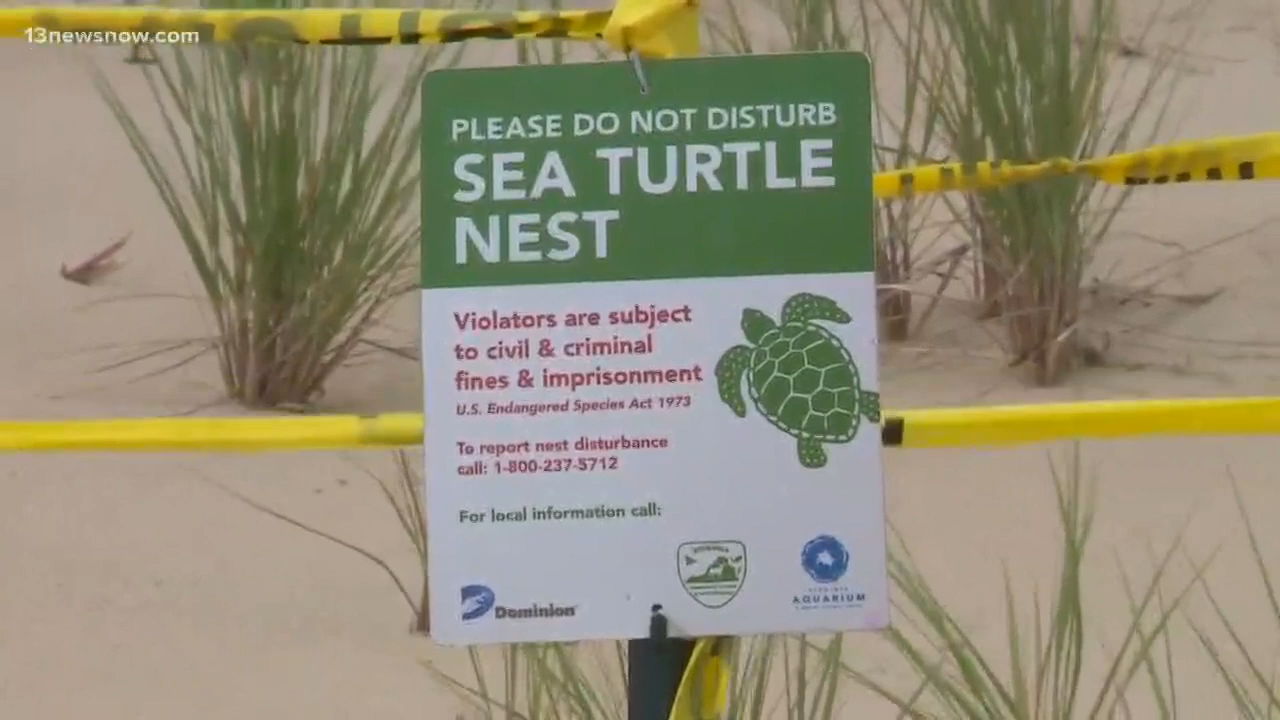 13newsnow.com
PLEASE DO NOT DISTURB
SEA TURTLE
NEST
Violators are subject
to civil & criminal
fines & imprisonment
U.S. Endangered Species Act 1973
To report nest disturbance
call: 1-800-237-5712
For local information call:
Dominion
VIRGINIA
AQUARIUM